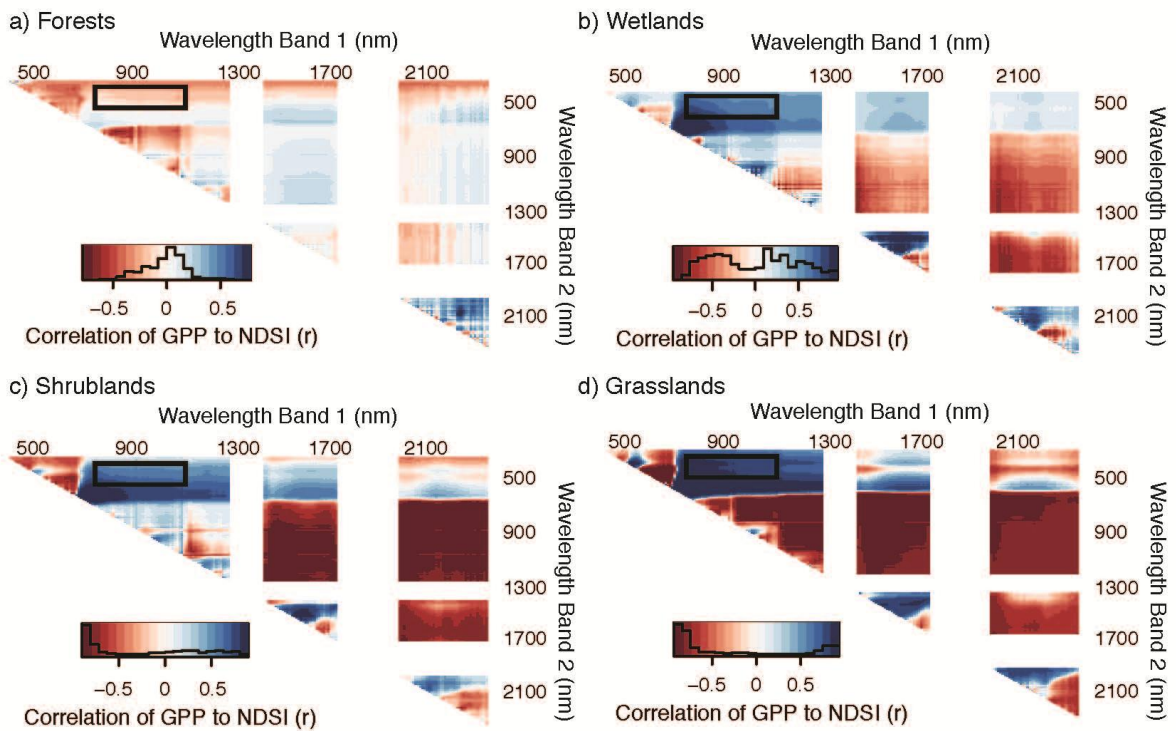 a) Forests
Wavelength Band 1 (nm)
500 900 1300 1700 2100
500
900
1300
1700
2100
Wavelength Band 2 (nm)
−0.5 0 0.5
Correlation of GPP to NDSI (r)
b) Wetlands
Wavelength Band 1 (nm)
500 900 1300 1700 2100
500
900
1300
1700
2100
Wavelength Band 2 (nm)
−0.5 0 0.5
Correlation of GPP to NDSI (r)
c) Shrublands
Wavelength Band 1 (nm)
500 900 1300 1700 2100
500
900
1300
1700
2100
Wavelength Band 2 (nm)
−0.5 0 0.5
Correlation of GPP to NDSI (r)
d) Grasslands
Wavelength Band 1 (nm)
500 900 1300 1700 2100
500
900
1300
1700
2100
Wavelength Band 2 (nm)
−0.5 0 0.5
Correlation of GPP to NDSI (r)